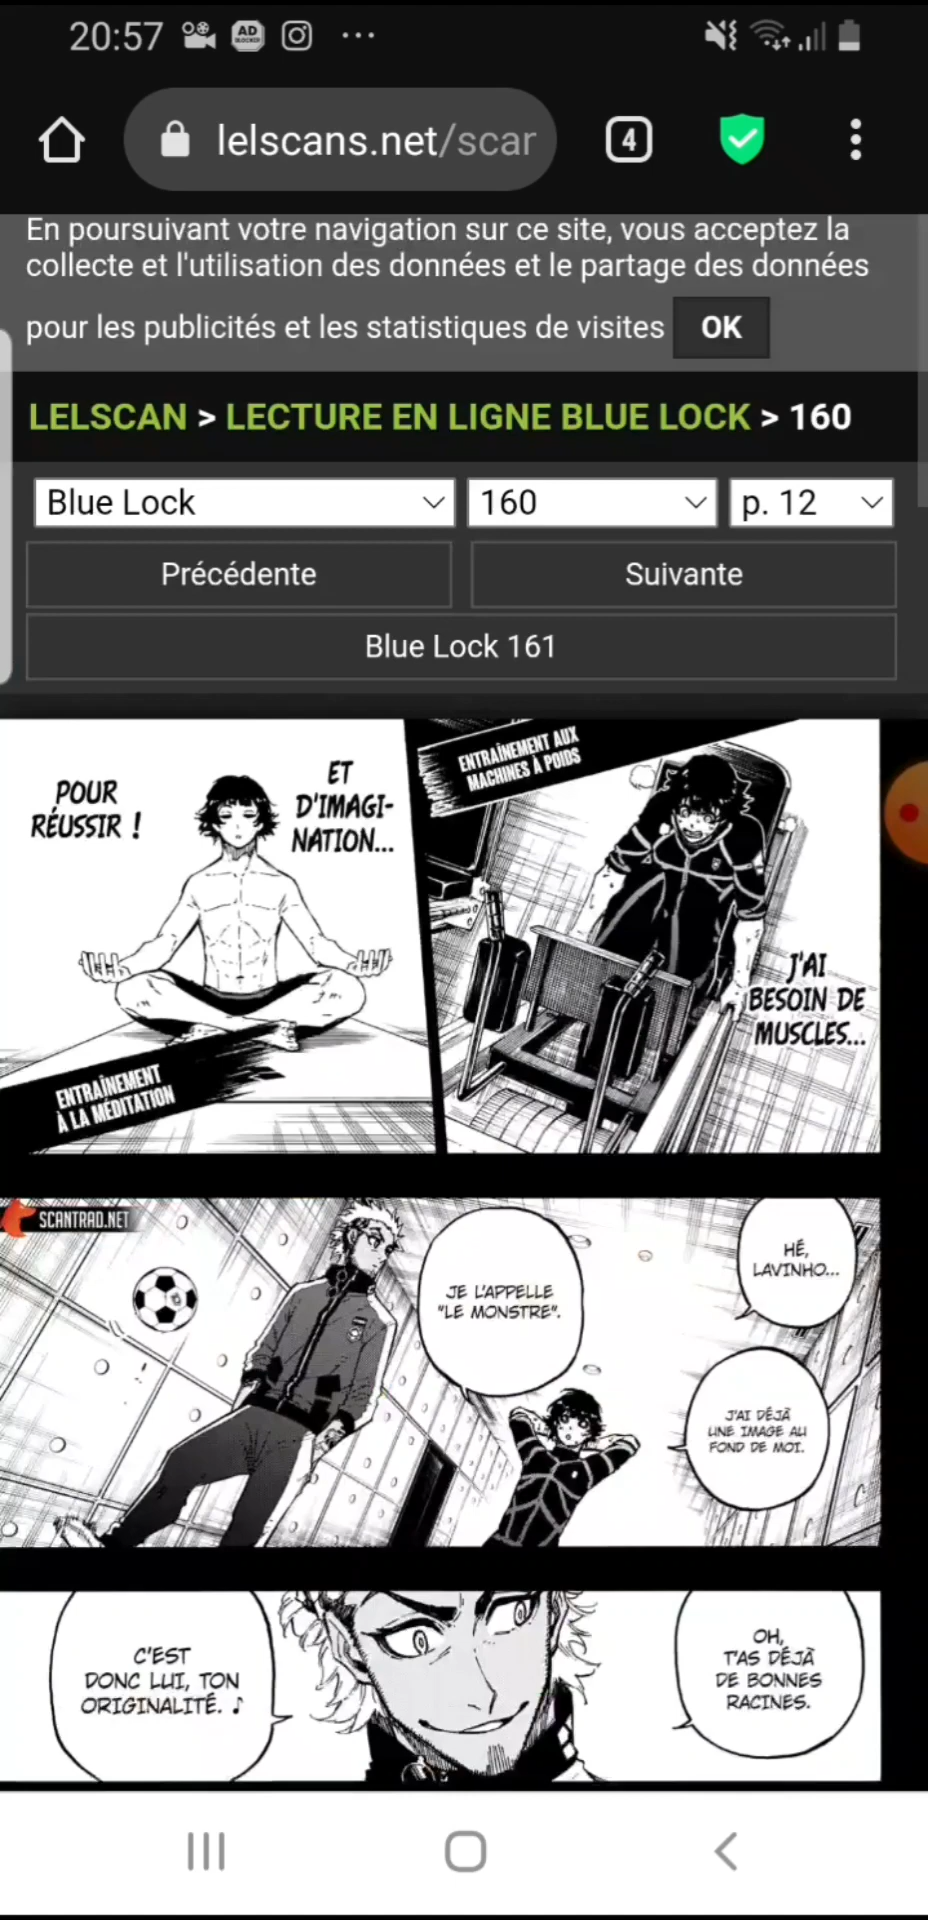 20:57
AD
BLOCKER
lelscans.net/scar
4
En poursuivant votre navigation sur ce site, vous acceptez la
collecte et l'utilisation des données et le partage des données
pour les publicités et les statistiques de visites OK
LELSCAN > LECTURE EN LIGNE BLUE LOCK > 160
Blue Lock 160 p. 12
Précédente Suivante
Blue Lock 161
ENTRAÎNEMENT AUX
MACHINES À POIDS
J'AI
BESOIN DE
MUSCLES...
ET
D'IMAGI-
NATION...
POUR
RÉUSSIR !
ENTRAÎNEMENT
À LA MÉDITATION
SCANTRAD.NET
HÉ,
LAVINHO...
J'AI DÉJÀ
UNE IMAGE AU
FOND DE MOI.
JE L'APPELLE
"LE MONSTRE".
OH,
T'AS DÉJÀ
DE BONNES
RACINES.
C'EST
DONC LUI, TON
ORIGINALITÉ. ♪